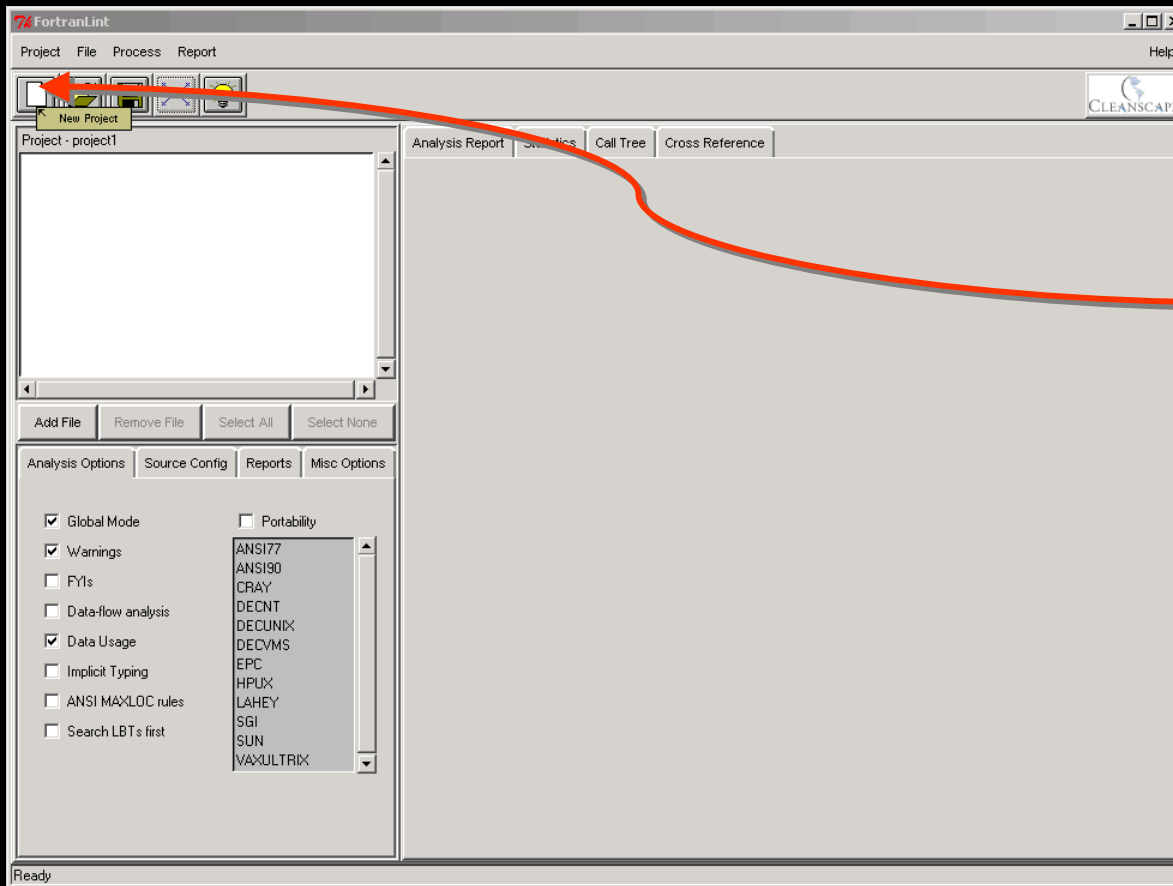 FortranLint
Project File Process Report Help
CLEANSCAPE
New Project
Project - project1
Analysis Report Statistics Call Tree Cross Reference
Add File Remove File Select All Select None
Analysis Options Source Config Reports Misc Options
Global Mode
Warnings
FYIs
Data-flow analysis
Data Usage
Implicit Typing
ANSI MAXLOC rules
Search LBTs first
Portability
ANSI77
ANSI90
CRAY
DECNT
DECUNIX
DECVMS
EPC
HPUX
LAHEY
SGI
SUN
VAXULTRIX
Ready